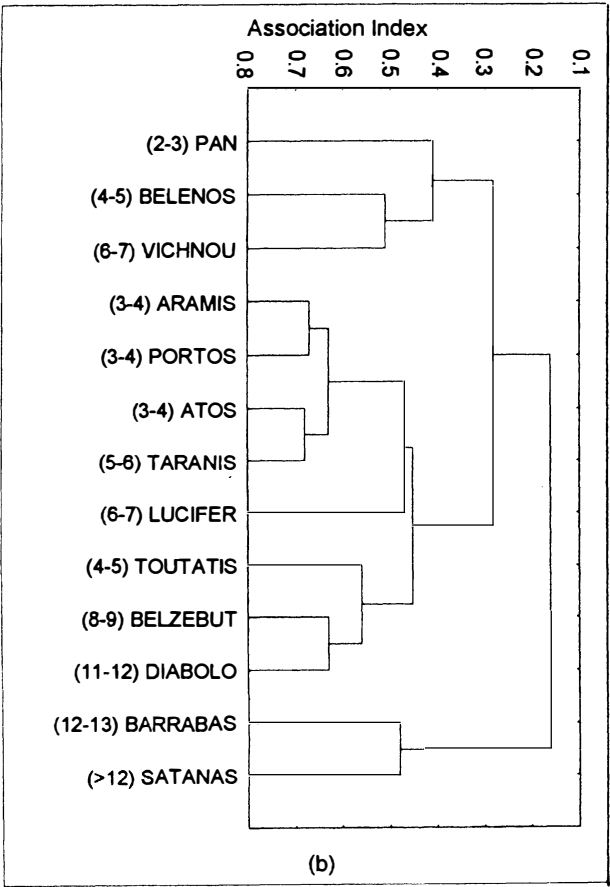 Association Index
0.8 0.7 0.6 0.5 0.4 0.3 0.2 0.1
(2-3) PAN
(4-5) BELENOS
(6-7) VICHNOU
(3-4) ARAMIS
(3-4) PORTOS
(3-4) ATOS
(5-6) TARANIS
(6-7) LUCIFER
(4-5) TOUTATIS
(8-9) BELZEBUT
(11-12) DIABOLO
(12-13) BARRABAS
(>12) SATANAS
(b)